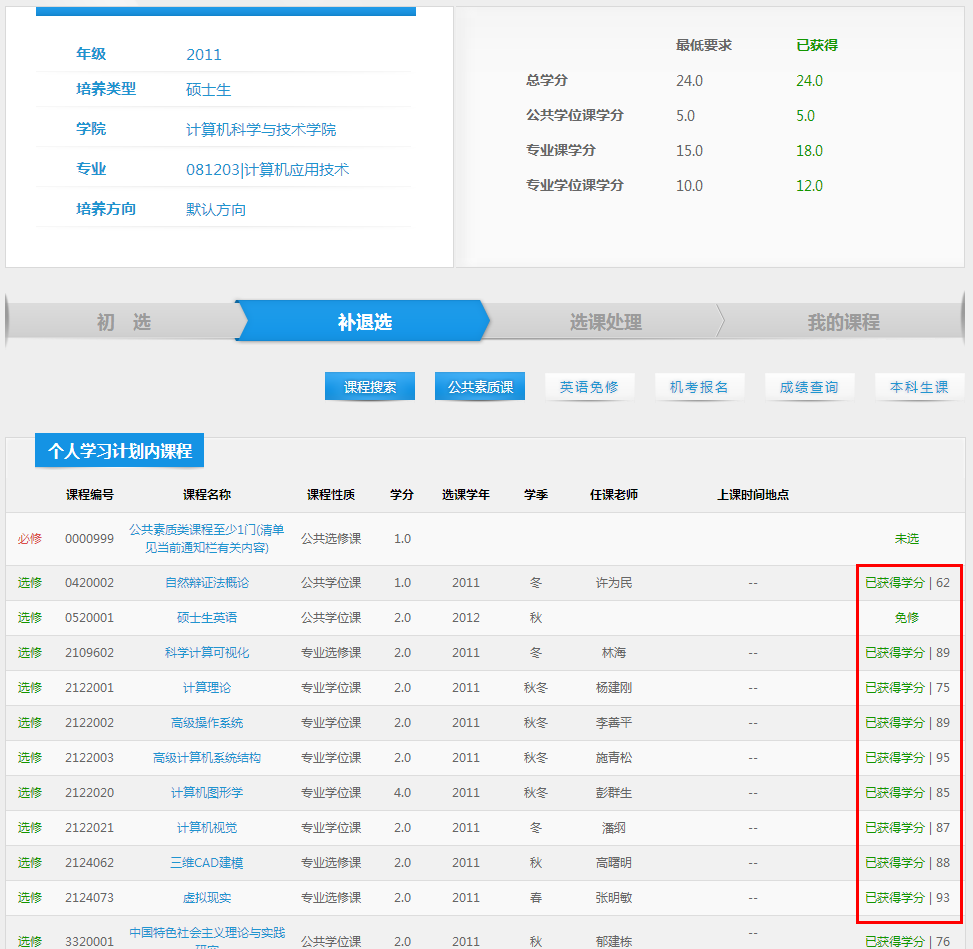 年级 2011
培养类型 硕士生
学院 计算机科学与技术学院
专业 081203|计算机应用技术
培养方向 默认方向
最低要求 已获得
总学分 24.0 24.0
公共学位课学分 5.0 5.0
专业课学分 15.0 18.0
专业学位课学分 10.0 12.0
初 选 补退选 选课处理 我的课程
课程搜索 公共素质课 英语免修 机考报名 成绩查询 本科生课
个人学习计划内课程
课程编号 课程名称 课程性质 学分 选课学年 学季 任课老师 上课时间地点
必修 0000999 公共素质类课程至少1门(清单
见当前通知栏有关内容) 公共选修课 1.0 未选
选修 0420002 自然辩证法概论 公共学位课 1.0 2011 冬 许为民 -- 已获得学分 | 62
选修 0520001 硕士生英语 公共学位课 2.0 2012 秋 免修
选修 2109602 科学计算可视化 专业选修课 2.0 2011 冬 林海 -- 已获得学分 | 89
选修 2122001 计算理论 专业学位课 2.0 2011 秋冬 杨建刚 -- 已获得学分 | 75
选修 2122002 高级操作系统 专业学位课 2.0 2011 秋冬 李善平 -- 已获得学分 | 89
选修 2122003 高级计算机系统结构 专业学位课 2.0 2011 秋冬 施青松 -- 已获得学分 | 95
选修 2122020 计算机图形学 专业学位课 4.0 2011 秋冬 彭群生 -- 已获得学分 | 85
选修 2122021 计算机视觉 专业学位课 2.0 2011 冬 潘纲 -- 已获得学分 | 87
选修 2124062 三维CAD建模 专业选修课 2.0 2011 秋 高曙明 -- 已获得学分 | 88
选修 2124073 虚拟现实 专业选修课 2.0 2011 春 张明敏 -- 已获得学分 | 93
选修 3320001 中国特色社会主义理论与实践
公共学位课 2.0 2011 秋 郁建栋 -- 已获得学分 | 76